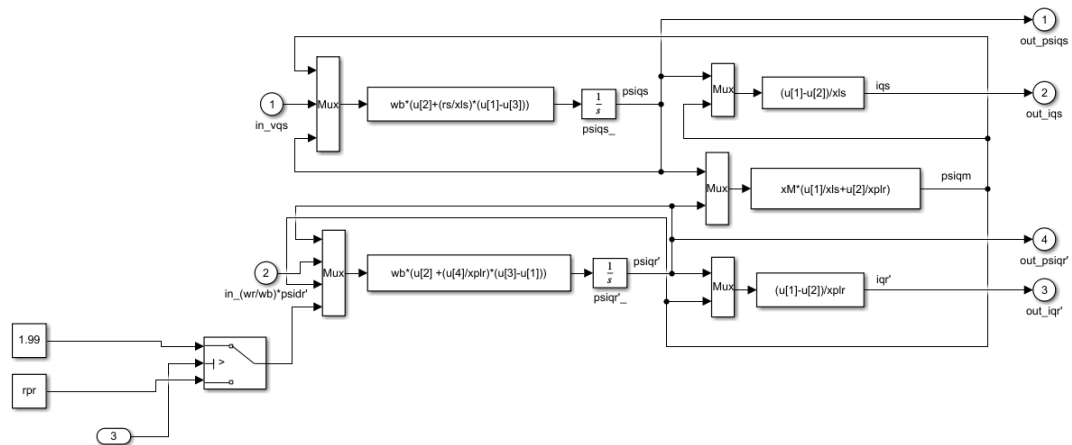 1
out_psiqs
1
in_vqs
Mux
wb*(u[2]+(rs/xls)*(u[1]-u[3]))
1
s
psiqs_
psiqs
Mux
(u[1]-u[2])/xls
iqs
2
out_iqs
Mux
xM*(u[1]/xls+u[2]/xplr)
psiqm
2
in_(wr/wb)*psidr'
Mux
wb*(u[2] +(u[4]/xplr)*(u[3]-u[1]))
1
s
psiqr'_
psiqr'
4
out_psiqr'
Mux
(u[1]-u[2])/xplr
iqr'
3
out_iqr'
1.99
>
rpr
3